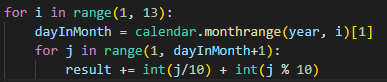 for i in range(1, 13):
    dayInMonth = calendar.monthrange(year, i)[1]
    for j in range(1, dayInMonth+1):
        result += int(j/10) + int(j % 10)